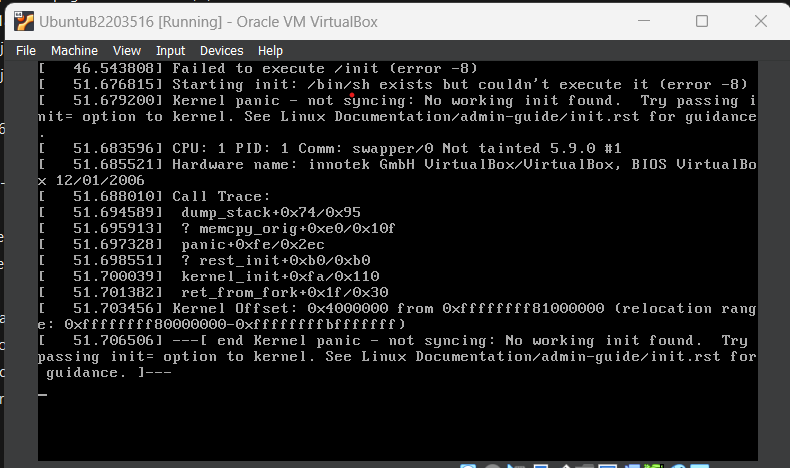 UbuntuB2203516 [Running] - Oracle VM VirtualBox
File Machine View Input Devices Help
[   46.543808] Failed to execute /init (error -8)
[   51.676815] Starting init: /bin/sh exists but couldn't execute it (error -8)
[   51.679200] Kernel panic - not syncing: No working init found.  Try passing i
nit= option to kernel. See Linux Documentation/admin-guide/init.rst for guidance
.
[   51.683596] CPU: 1 PID: 1 Comm: swapper/0 Not tainted 5.9.0 #1
[   51.685521] Hardware name: innotek GmbH VirtualBox/VirtualBox, BIOS VirtualBo
x 12/01/2006
[   51.688010] Call Trace:
[   51.694589]  dump_stack+0x74/0x95
[   51.695913]  ? memcpy_orig+0xe0/0x10f
[   51.697328]  panic+0xfe/0x2ec
[   51.698551]  ? rest_init+0xb0/0xb0
[   51.700039]  kernel_init+0xfa/0x110
[   51.701382]  ret_from_fork+0x1f/0x30
[   51.703456] Kernel Offset: 0x4000000 from 0xffffffff81000000 (relocation rang
e: 0xffffffff80000000-0xffffffffbfffffff)
[   51.706506] ---[ end Kernel panic - not syncing: No working init found.  Try
passing init= option to kernel. See Linux Documentation/admin-guide/init.rst for
 guidance. ]---